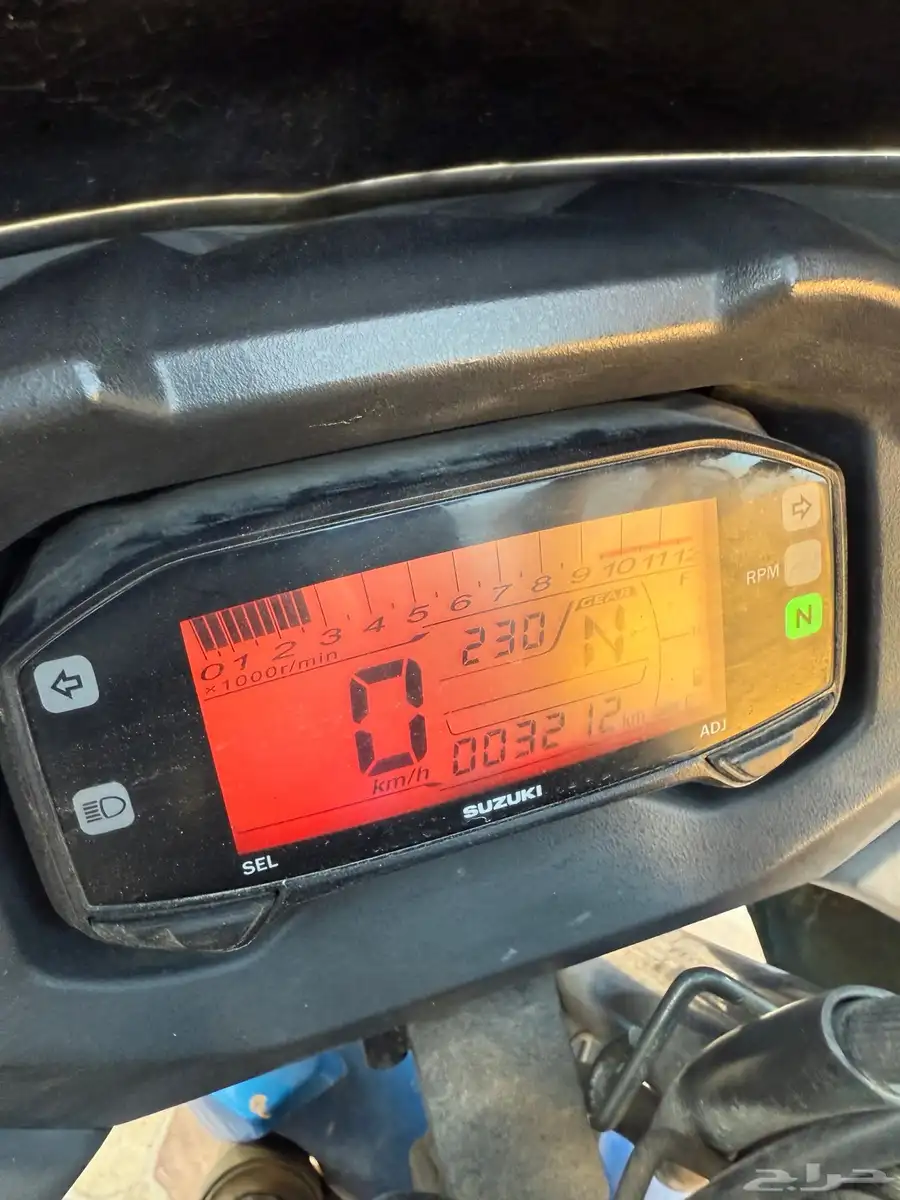 0 1 2 3 4 5 6 7 8 9 10 11 12
×1000r/min
230
GEAR
N
F
0
km/h
003212 km
RPM
N
ADJ
SUZUKI
SEL
حراج